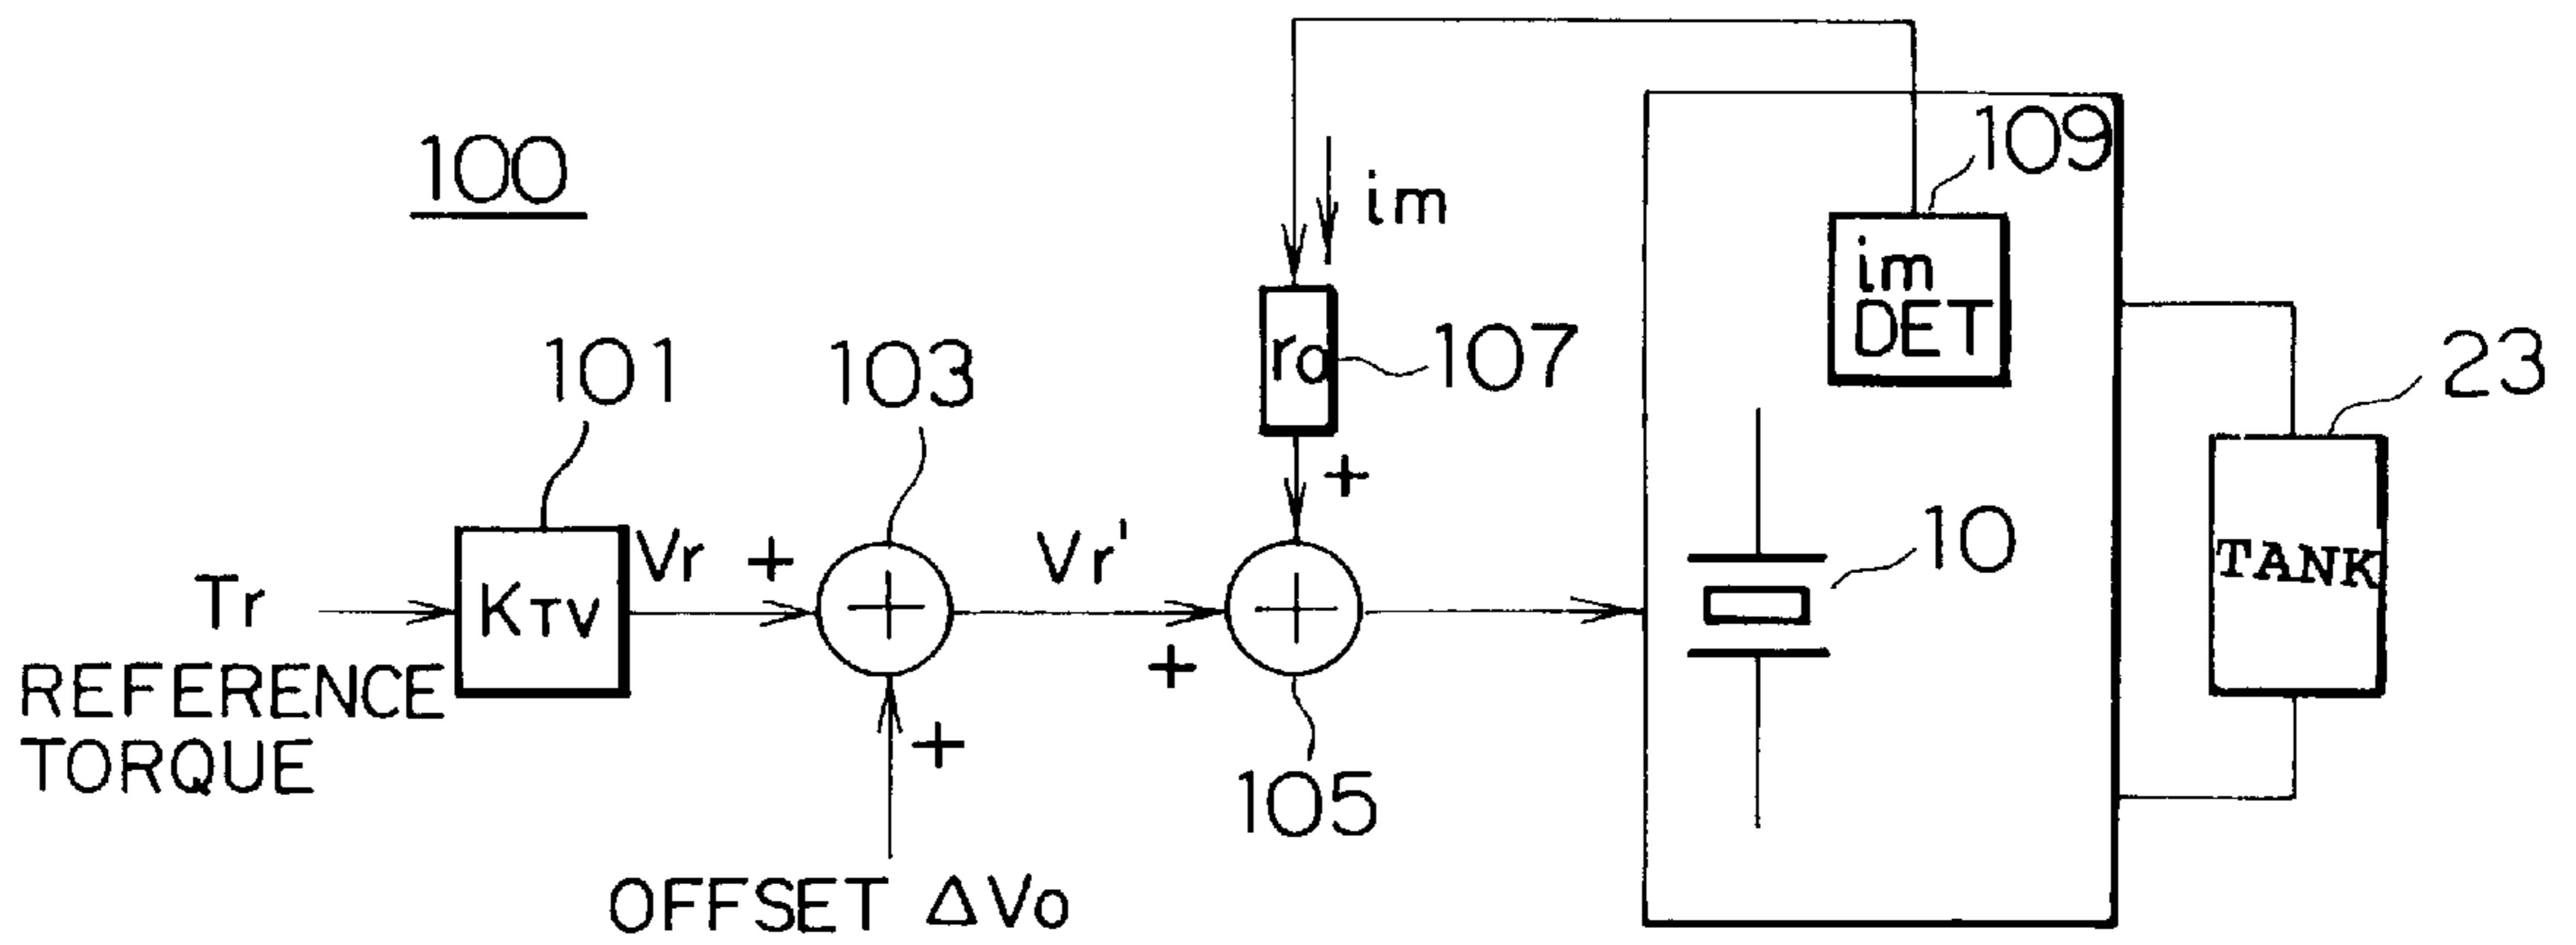 100
109
im
im
DET
101
103
ro
107
23
Tr
KTV
Vr
+
+
Vr'
+
+
+
10
TANK
REFERENCE
TORQUE
+
105
OFFSET ΔVo